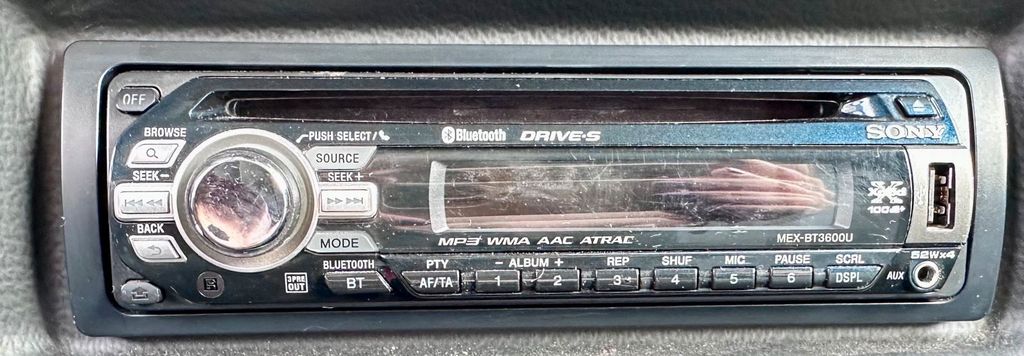 OFF
Bluetooth DRIVE•S
SONY
BROWSE
PUSH SELECT/
SOURCE
SEEK–
SEEK+
BACK
MODE
MP3 WMA AAC ATRAC
MEX-BT3600U
BLUETOOTH
BT
PTY
AF/TA
– ALBUM +
1
2
REP
3
SHUF
4
MIC
5
PAUSE
6
SCRL
DSPL
AUX
52W×4
3PRE
OUT
R